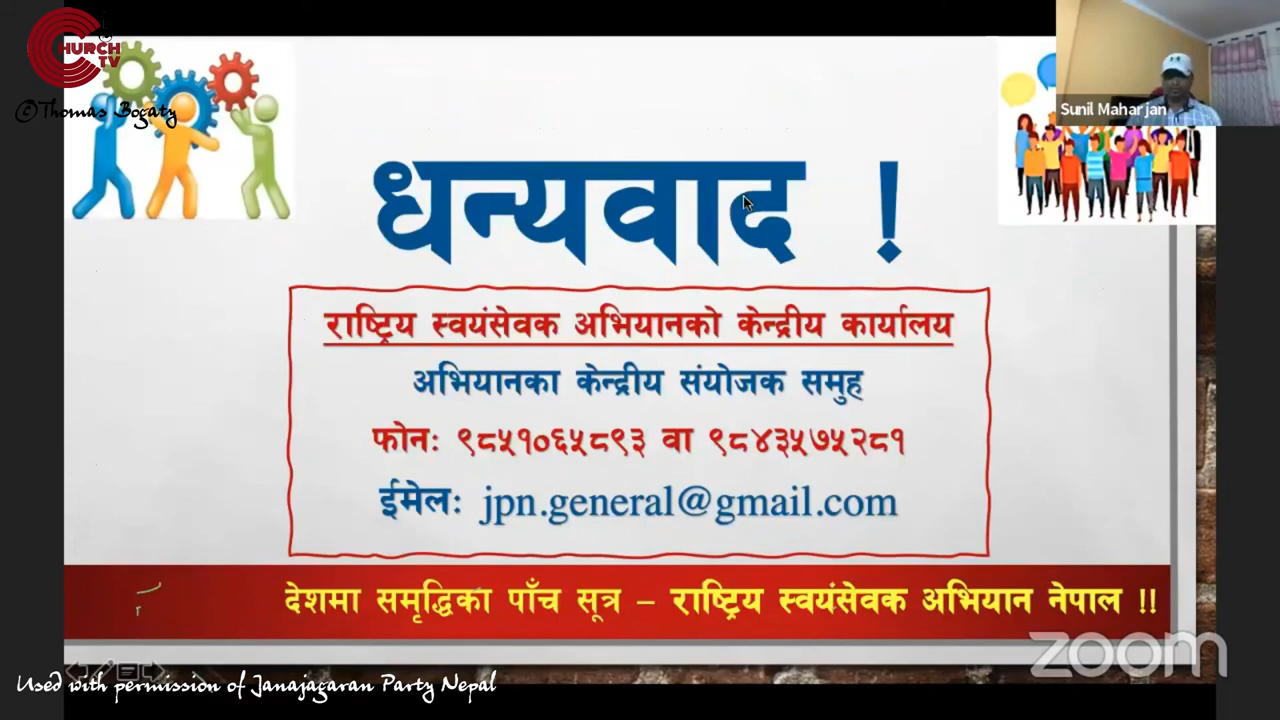 CHURCH TV
©Thomas Bogaty
Sunil Maharjan
धन्यवाद !
राष्ट्रिय स्वयंसेवक अभियानको केन्द्रीय कार्यालय
अभियानका केन्द्रीय संयोजक समुह
फोनः ९८५१०६५८९३ वा ९८४३५७५२८१
ईमेलः jpn.general@gmail.com
देशमा समृद्धिका पाँच सूत्र – राष्ट्रिय स्वयंसेवक अभियान नेपाल !!
zoom
Used with permission of Janajagaran Party Nepal